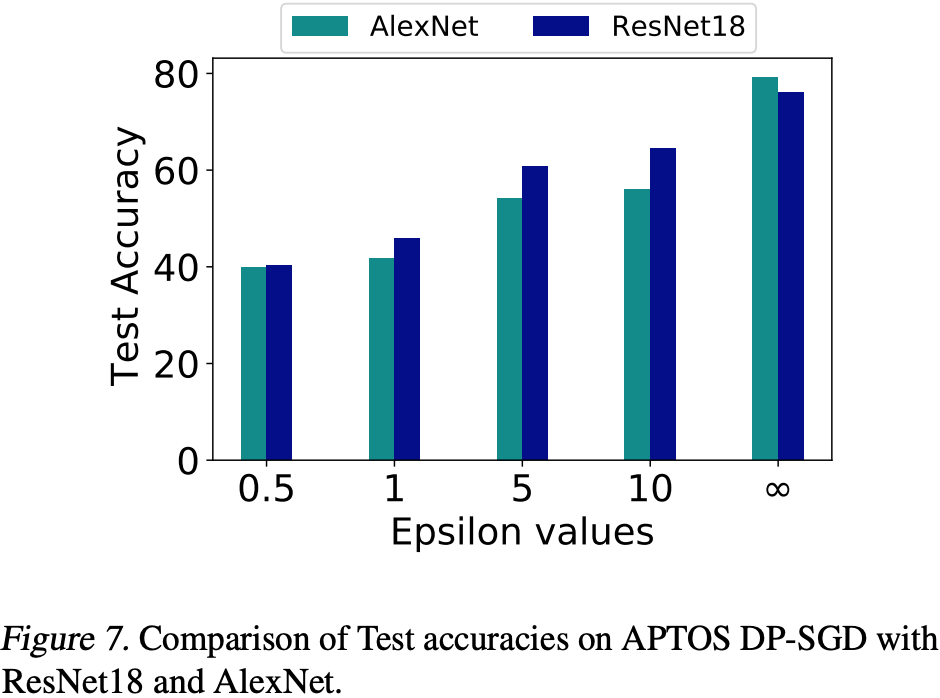 AlexNet ResNet18
Test Accuracy
80
60
40
20
0
0.5 1 5 10 ∞
Epsilon values
Figure 7. Comparison of Test accuracies on APTOS DP-SGD with
ResNet18 and AlexNet.